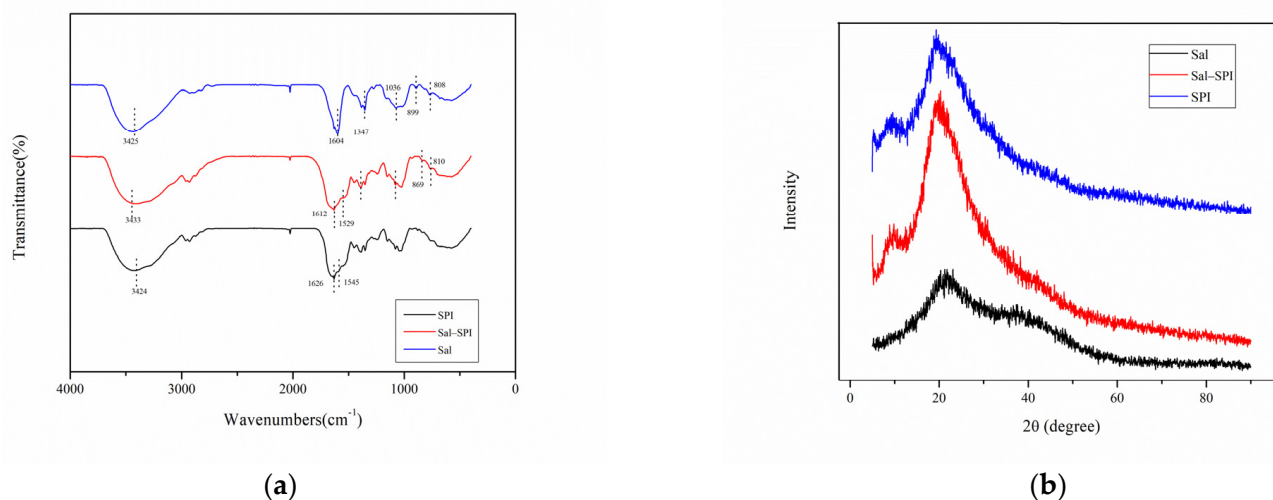 1036
808
899
1347
3425
1604
810
869
3433
1612
1529
1626
1545
3424
Transmittance(%)
SPI
Sal–SPI
Sal
4000
3000
2000
1000
0
Wavenumbers(cm⁻¹)
(a)
Sal
Sal–SPI
SPI
Intensity
0
20
40
60
80
2θ (degree)
(b)